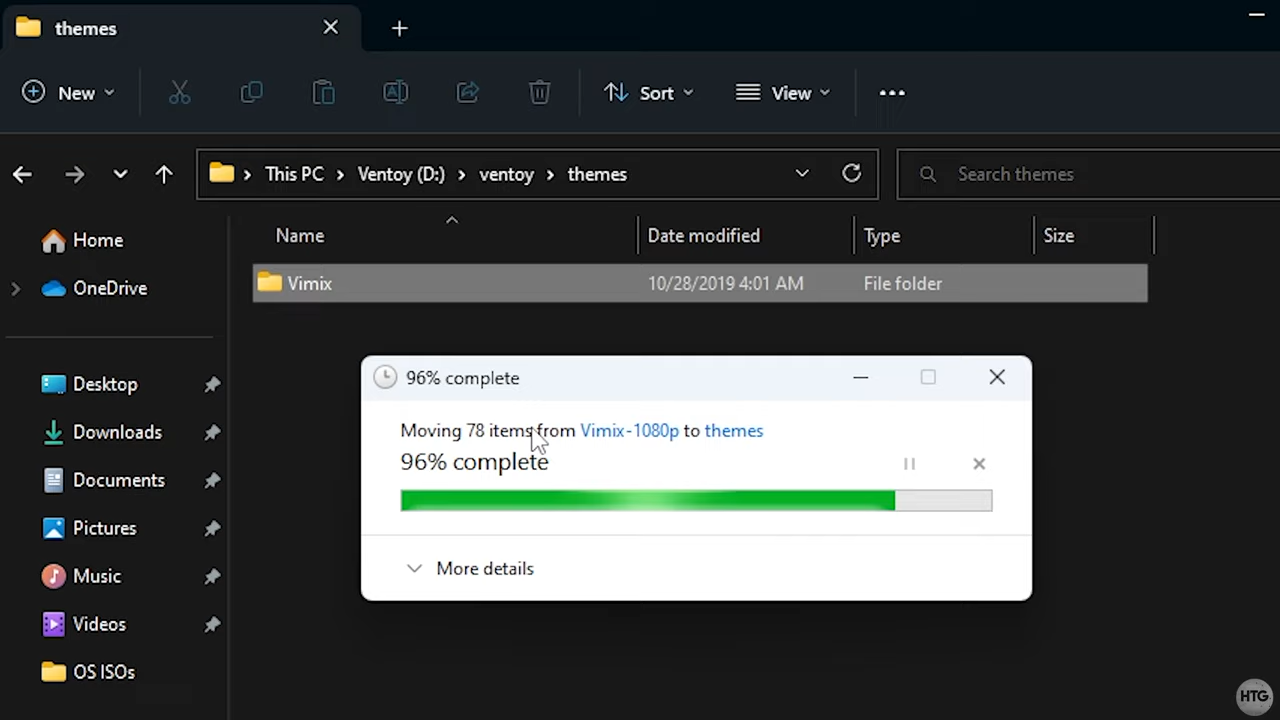 themes
New
Sort
View
This PC > Ventoy (D:) > ventoy > themes
Search themes
Home
OneDrive
Desktop
Downloads
Documents
Pictures
Music
Videos
OS ISOs
Name Date modified Type Size
Vimix 10/28/2019 4:01 AM File folder
96% complete
Moving 78 items from Vimix-1080p to themes
96% complete
More details
HTG